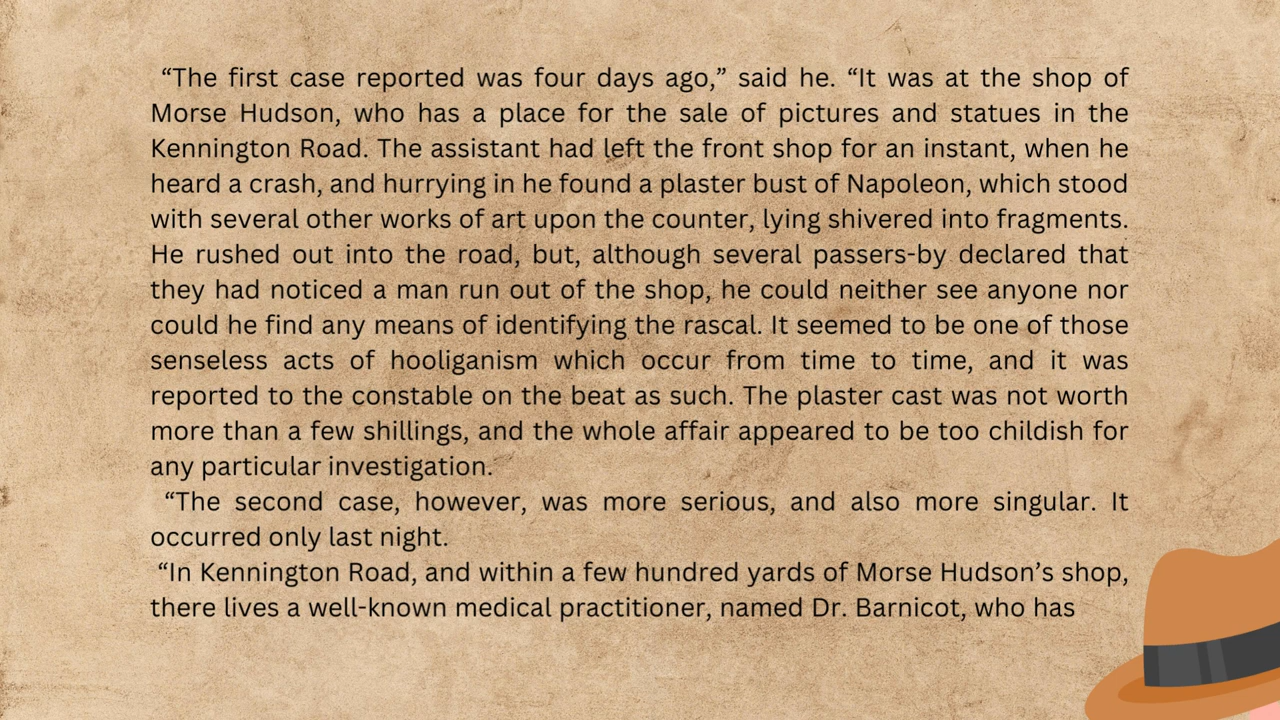 “The first case reported was four days ago,” said he. “It was at the shop of
Morse Hudson, who has a place for the sale of pictures and statues in the
Kennington Road. The assistant had left the front shop for an instant, when he
heard a crash, and hurrying in he found a plaster bust of Napoleon, which stood
with several other works of art upon the counter, lying shivered into fragments.
He rushed out into the road, but, although several passers-by declared that
they had noticed a man run out of the shop, he could neither see anyone nor
could he find any means of identifying the rascal. It seemed to be one of those
senseless acts of hooliganism which occur from time to time, and it was
reported to the constable on the beat as such. The plaster cast was not worth
more than a few shillings, and the whole affair appeared to be too childish for
any particular investigation.
“The second case, however, was more serious, and also more singular. It
occurred only last night.
“In Kennington Road, and within a few hundred yards of Morse Hudson’s shop,
there lives a well-known medical practitioner, named Dr. Barnicot, who has